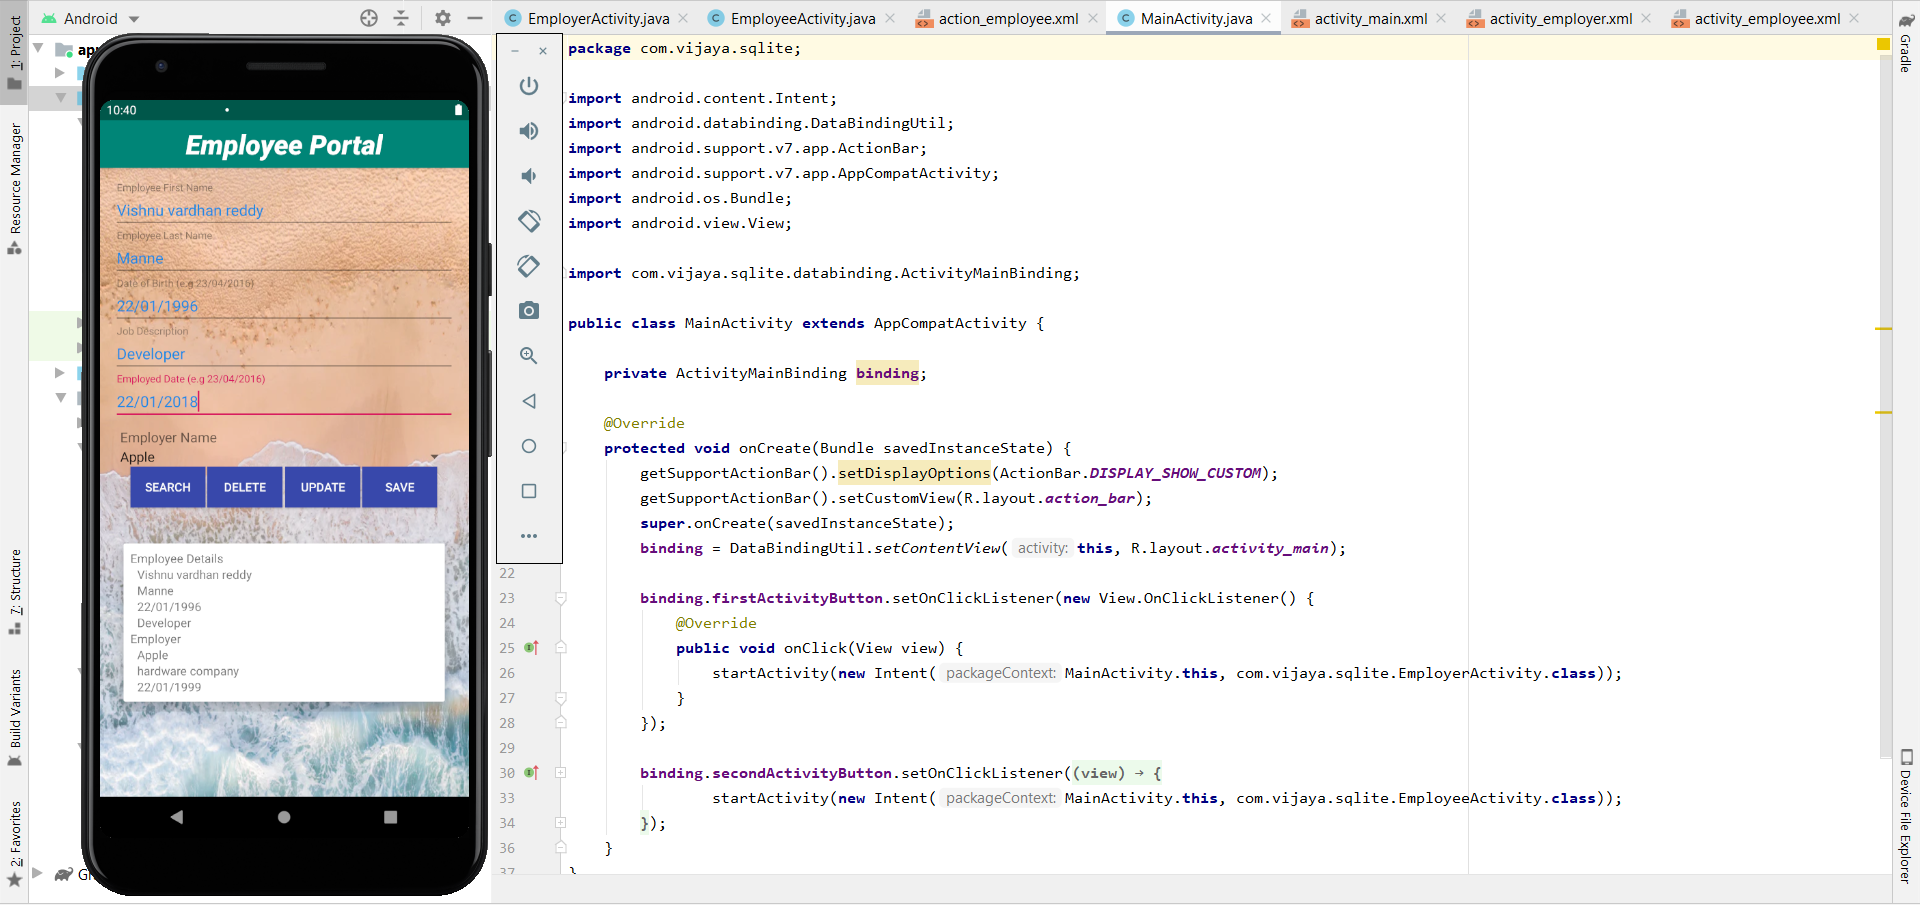 Android
EmployerActivity.java
EmployeeActivity.java
action_employee.xml
MainActivity.java
activity_main.xml
activity_employer.xml
activity_employee.xml
1: Project
Resource Manager
7: Structure
Build Variants
2: Favorites
Gradle
Device File Explorer
app
10:40
Employee Portal
Employee First Name
Vishnu vardhan reddy
Employee Last Name
Manne
Date of Birth (e.g 23/04/2016)
22/01/1996
Job Description
Developer
Employed Date (e.g 23/04/2016)
22/01/2018
Employer Name
Apple
SEARCH
DELETE
UPDATE
SAVE
Employee Details
Vishnu vardhan reddy
Manne
22/01/1996
Developer
Employer
Apple
hardware company
22/01/1999
package com.vijaya.sqlite;
import android.content.Intent;
import android.databinding.DataBindingUtil;
import android.support.v7.app.ActionBar;
import android.support.v7.app.AppCompatActivity;
import android.os.Bundle;
import android.view.View;
import com.vijaya.sqlite.databinding.ActivityMainBinding;
public class MainActivity extends AppCompatActivity {
private ActivityMainBinding binding;
@Override
protected void onCreate(Bundle savedInstanceState) {
getSupportActionBar().setDisplayOptions(ActionBar.DISPLAY_SHOW_CUSTOM);
getSupportActionBar().setCustomView(R.layout.action_bar);
super.onCreate(savedInstanceState);
binding = DataBindingUtil.setContentView( activity: this, R.layout.activity_main);
22
23 binding.firstActivityButton.setOnClickListener(new View.OnClickListener() {
24 @Override
25 public void onClick(View view) {
26 startActivity(new Intent( packageContext: MainActivity.this, com.vijaya.sqlite.EmployerActivity.class));
27 }
28 });
29
30 binding.secondActivityButton.setOnClickListener((view) → {
33 startActivity(new Intent( packageContext: MainActivity.this, com.vijaya.sqlite.EmployeeActivity.class));
34 });
36 }
37 }